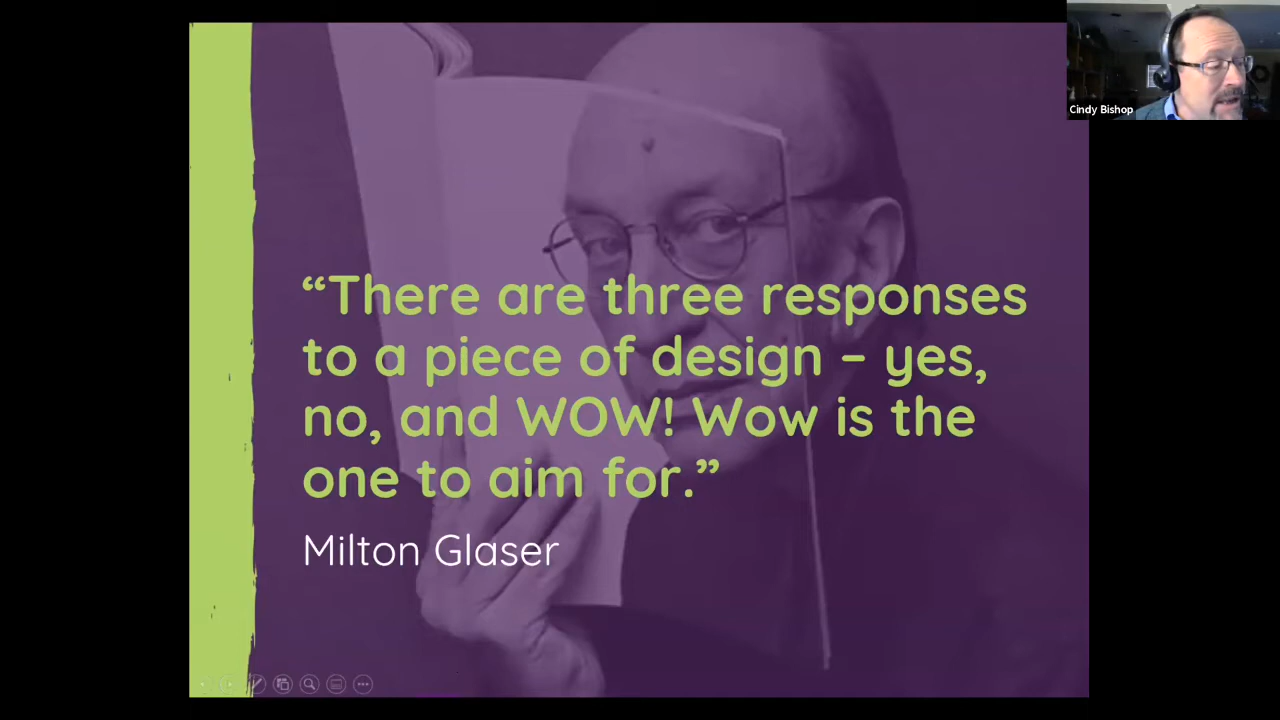 Cindy Bishop
“There are three responses
to a piece of design – yes,
no, and WOW! Wow is the
one to aim for.”
Milton Glaser